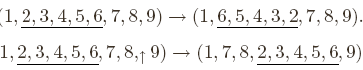 (1, 2, 3, 4, 5, 6, 7, 8, 9) → (1, 6, 5, 4, 3, 2, 7, 8, 9).
1, 2, 3, 4, 5, 6, 7, 8,↑ 9) → (1, 7, 8, 2, 3, 4, 5, 6, 9)